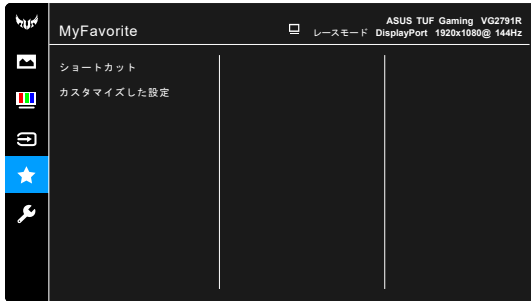 MyFavorite
レースモード
ASUS TUF Gaming VG2791R
DisplayPort 1920x1080@ 144Hz
ショートカット
カスタマイズした設定